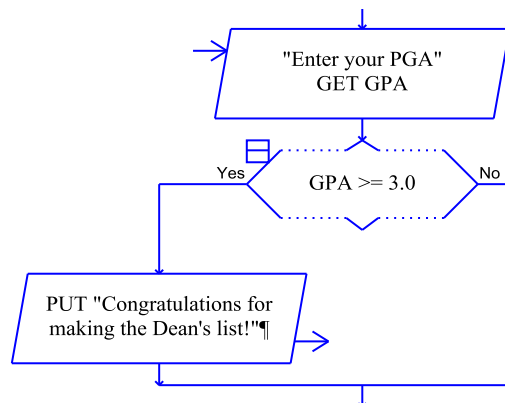 "Enter your PGA"
GET GPA
Yes
GPA >= 3.0
No
PUT "Congratulations for
making the Dean's list!"¶